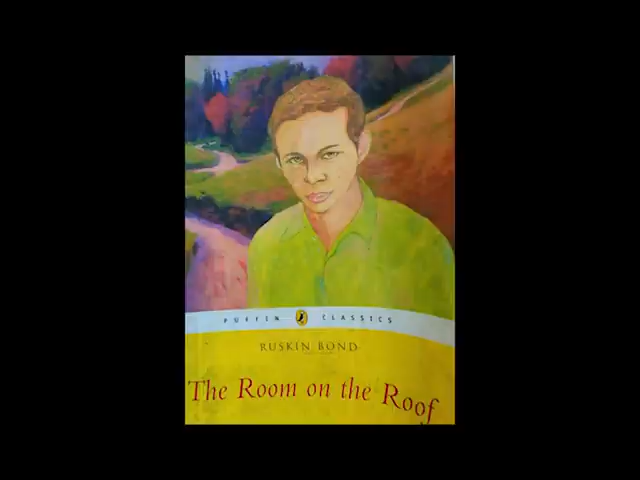 PUFFIN CLASSICS
RUSKIN BOND
The Room on the Roof